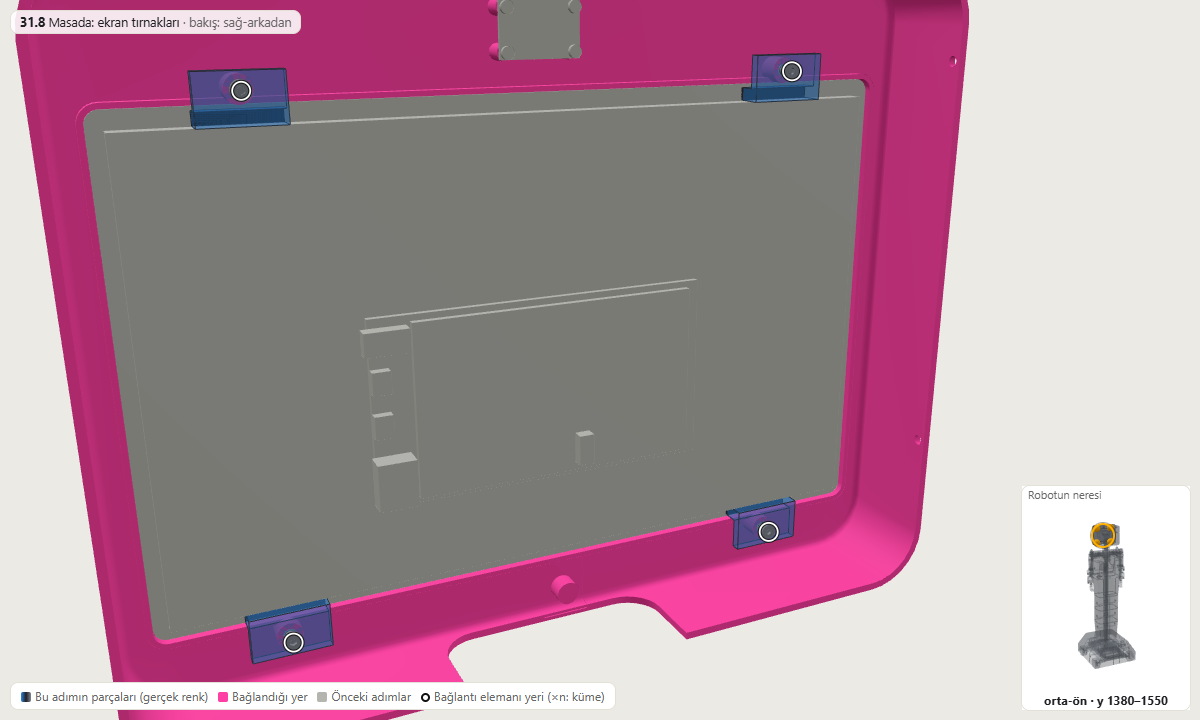 31.8 Masada: ekran tırnakları · bakış: sağ-arkadan
Robotun neresi
orta-ön · y 1380–1550
Bu adımın parçaları (gerçek renk) Bağlandığı yer Önceki adımlar Bağlantı elemanı yeri (×n: küme)